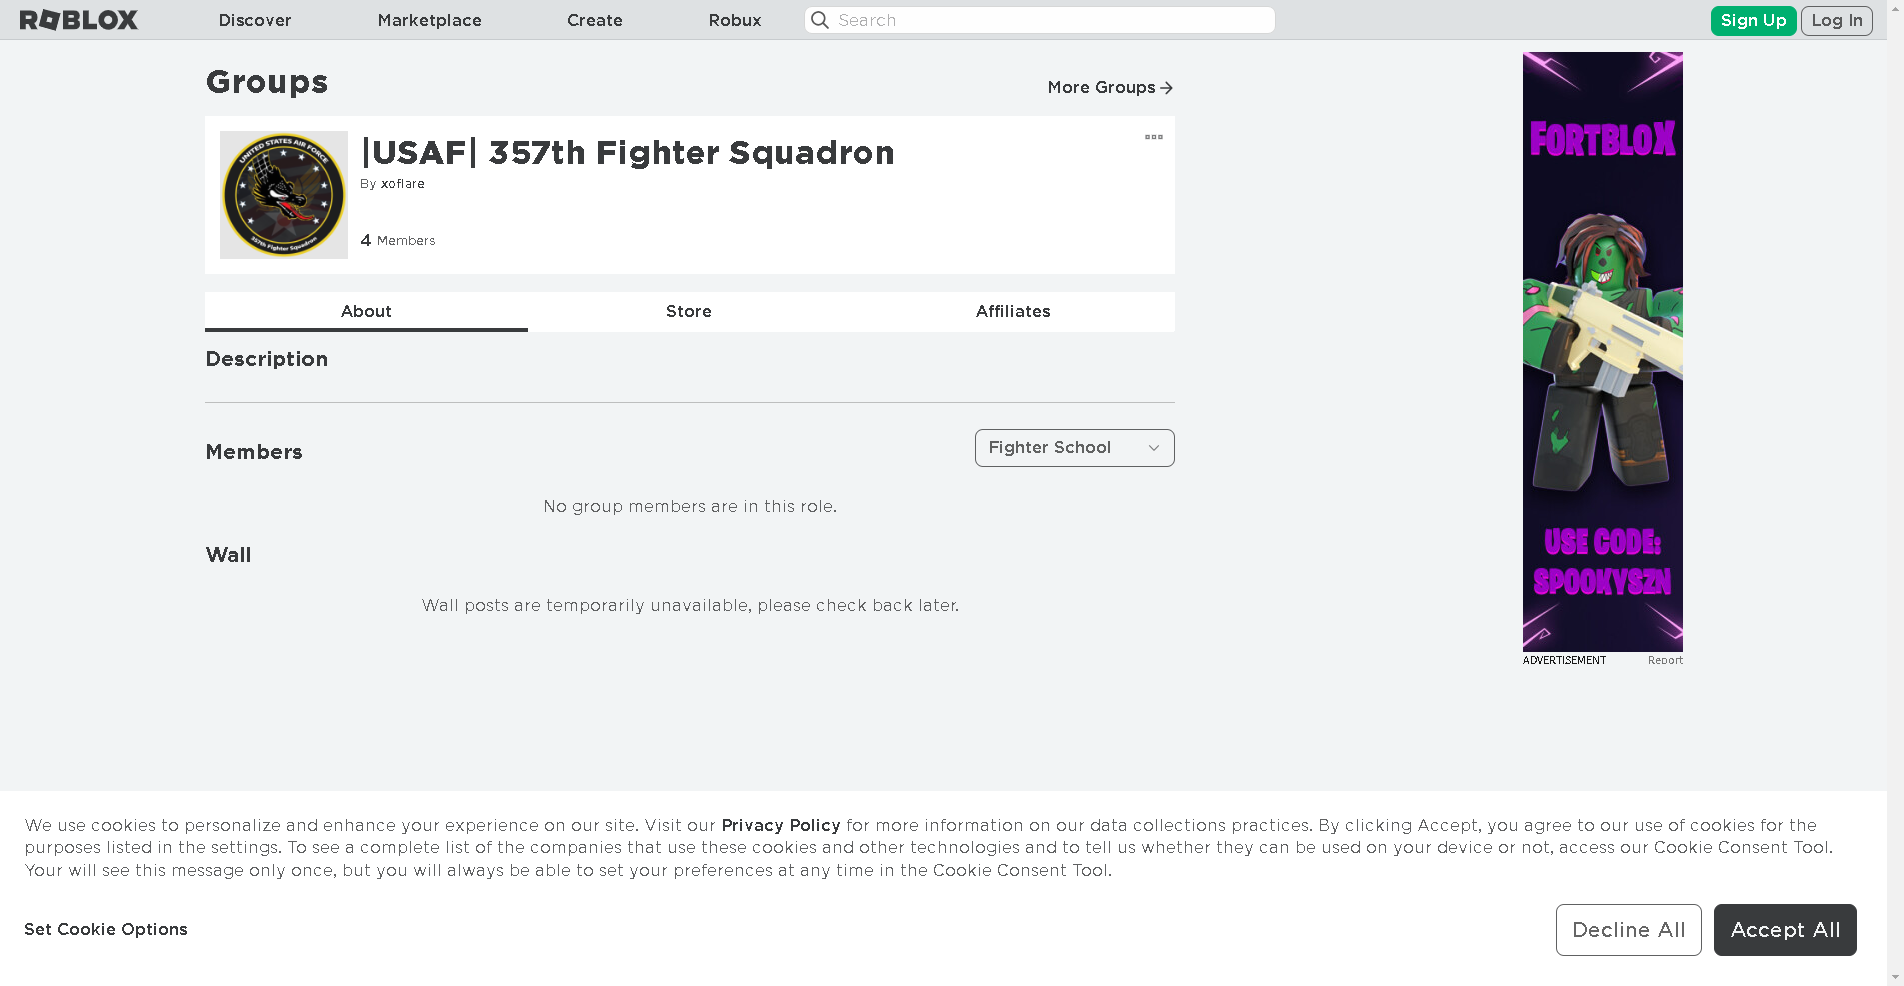 ROBLOX
Discover
Marketplace
Create
Robux
Search
Sign Up
Log In
Groups
More Groups
UNITED STATES AIR FORCE
357th Fighter Squadron
|USAF| 357th Fighter Squadron
By xoflare
4 Members
About
Store
Affiliates
Description
Members
Fighter School
No group members are in this role.
Wall
Wall posts are temporarily unavailable, please check back later.
FORTBLOX
USE CODE:
SPOOKYSZN
ADVERTISEMENT
Report
We use cookies to personalize and enhance your experience on our site. Visit our Privacy Policy for more information on our data collections practices. By clicking Accept, you agree to our use of cookies for the
purposes listed in the settings. To see a complete list of the companies that use these cookies and other technologies and to tell us whether they can be used on your device or not, access our Cookie Consent Tool.
Your will see this message only once, but you will always be able to set your preferences at any time in the Cookie Consent Tool.
Set Cookie Options
Decline All
Accept All